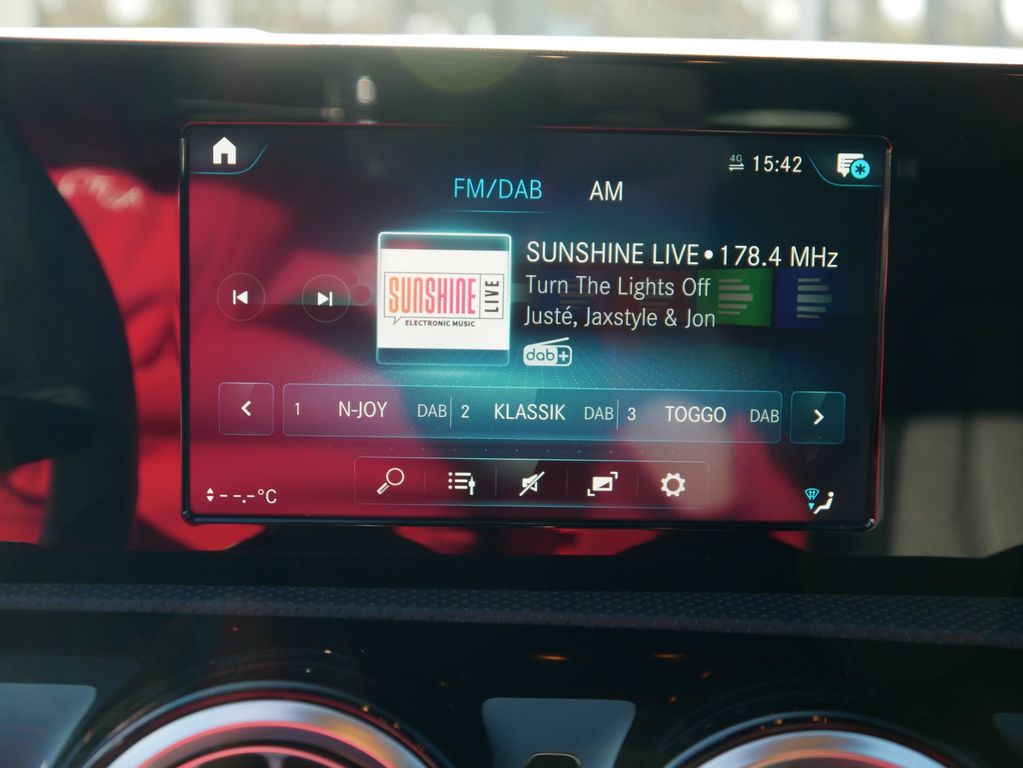 4G 15:42
FM/DAB AM
SUNSHINE LIVE • 178.4 MHz
Turn The Lights Off
Justé, Jaxstyle & Jon
dab+
SUNSHINE LIVE
ELECTRONIC MUSIC
1 N-JOY DAB 2 KLASSIK DAB 3 TOGGO DAB
--.-°C